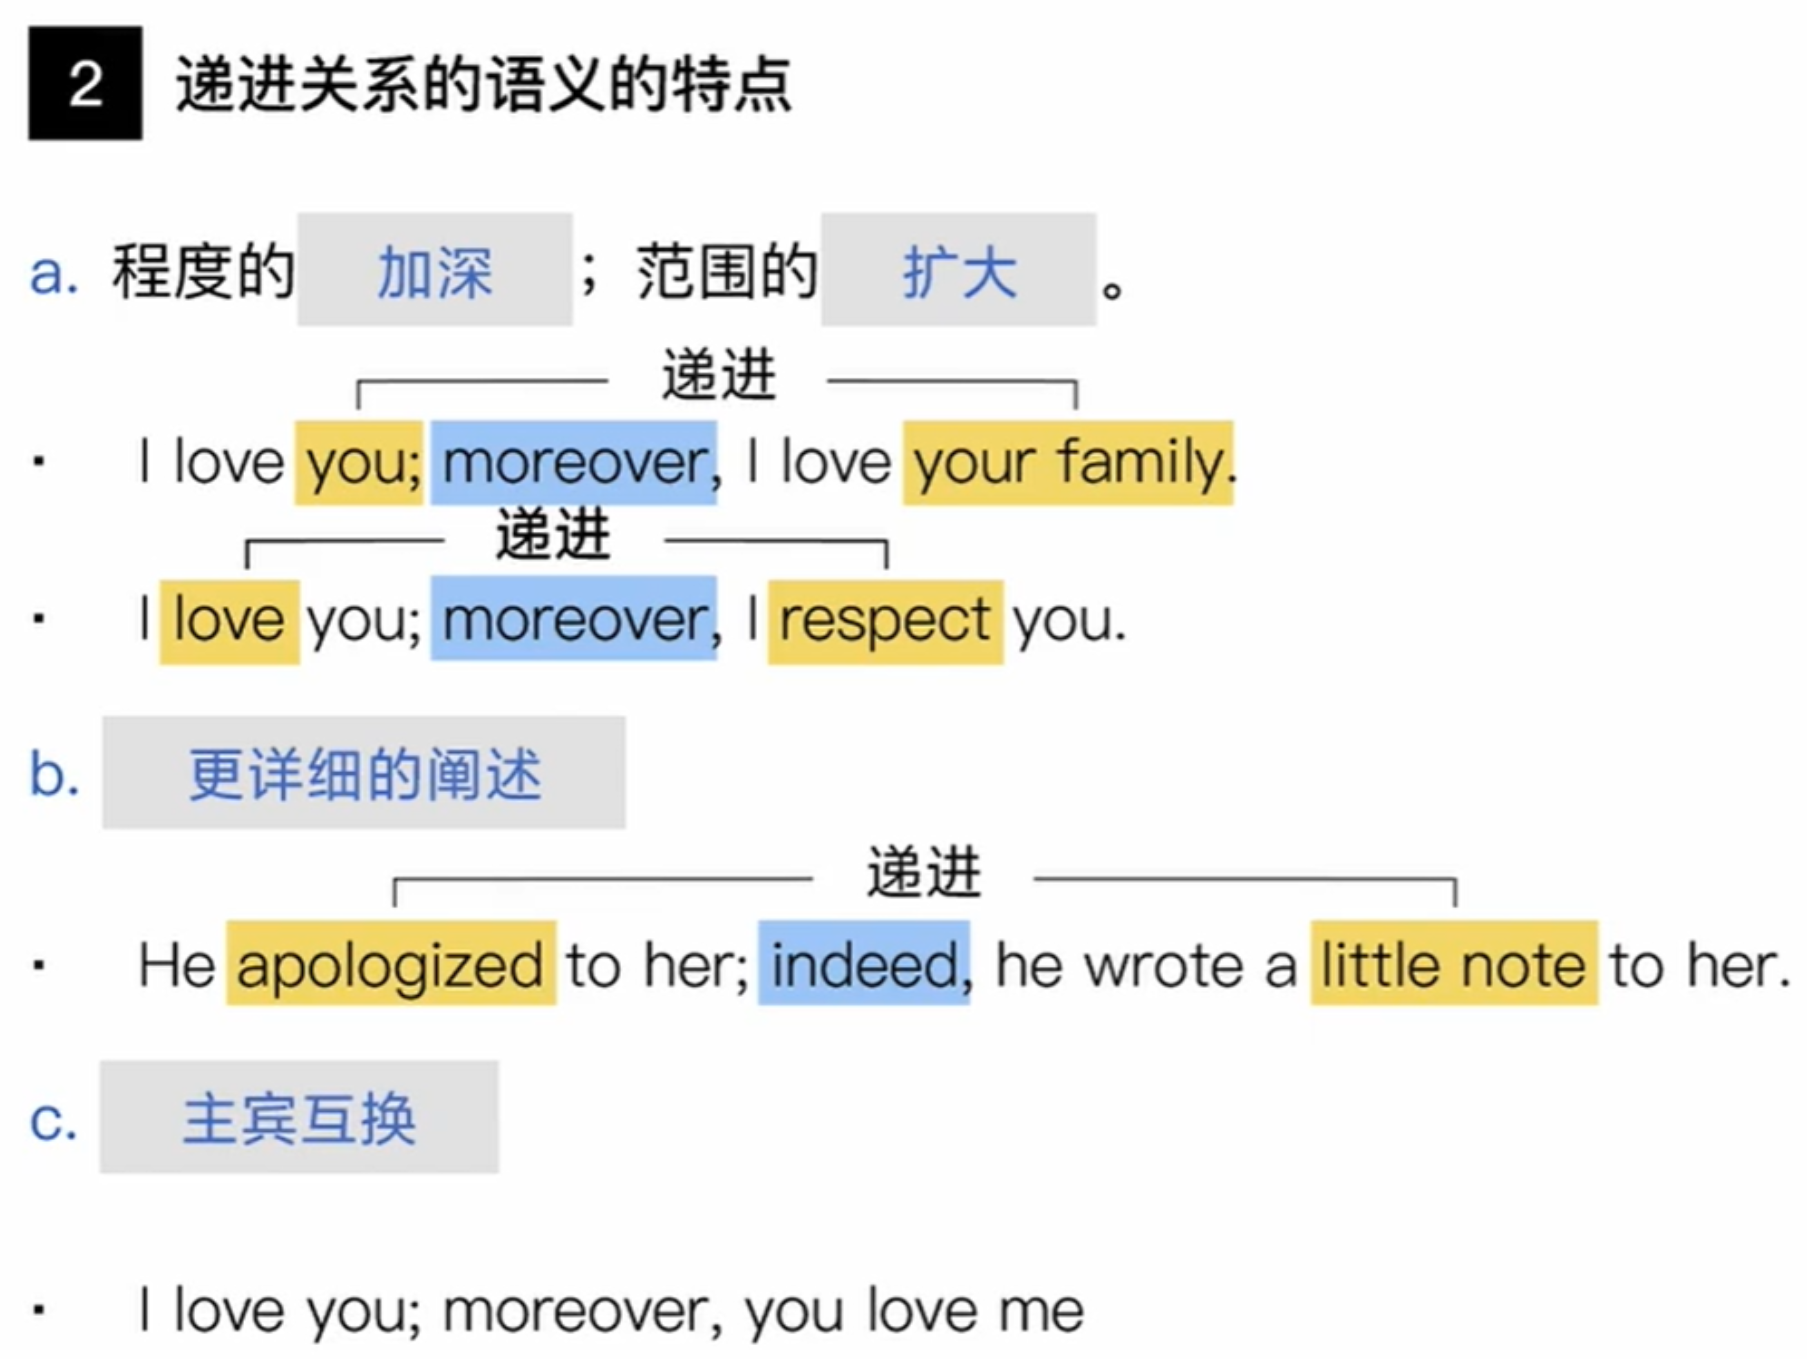 2 递进关系的语义的特点
a. 程度的 加深 ；范围的 扩大 。
递进
· I love you; moreover, I love your family.
递进
· I love you; moreover, I respect you.
b. 更详细的阐述
递进
· He apologized to her; indeed, he wrote a little note to her.
c. 主宾互换
· I love you; moreover, you love me